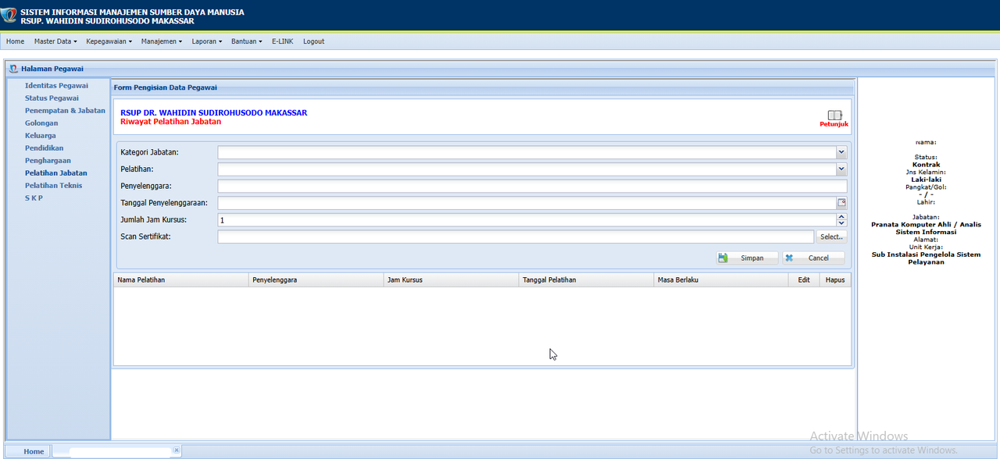 SISTEM INFORMASI MANAJEMEN SUMBER DAYA MANUSIA
RSUP. WAHIDIN SUDIROHUSODO MAKASSAR
Home Master Data Kepegawaian Manajemen Laporan Bantuan E-LINK Logout
Halaman Pegawai
Identitas Pegawai
Status Pegawai
Penempatan & Jabatan
Golongan
Keluarga
Pendidikan
Penghargaan
Pelatihan Jabatan
Pelatihan Teknis
S K P
Form Pengisian Data Pegawai
RSUP DR. WAHIDIN SUDIROHUSODO MAKASSAR
Riwayat Pelatihan Jabatan
Petunjuk
Kategori Jabatan:
Pelatihan:
Penyelenggara:
Tanggal Penyelenggaraan:
Jumlah Jam Kursus: 1
Scan Sertifikat: Select..
Simpan Cancel
Nama Pelatihan Penyelenggara Jam Kursus Tanggal Pelatihan Masa Berlaku Edit Hapus
Nama:
Status:
Kontrak
Jns Kelamin:
Laki-laki
Pangkat/Gol:
- / -
Lahir:
Jabatan:
Pranata Komputer Ahli / Analis
Sistem Informasi
Alamat:
Unit Kerja:
Sub Instalasi Pengelola Sistem
Pelayanan
Activate Windows
Go to Settings to activate Windows.
Home